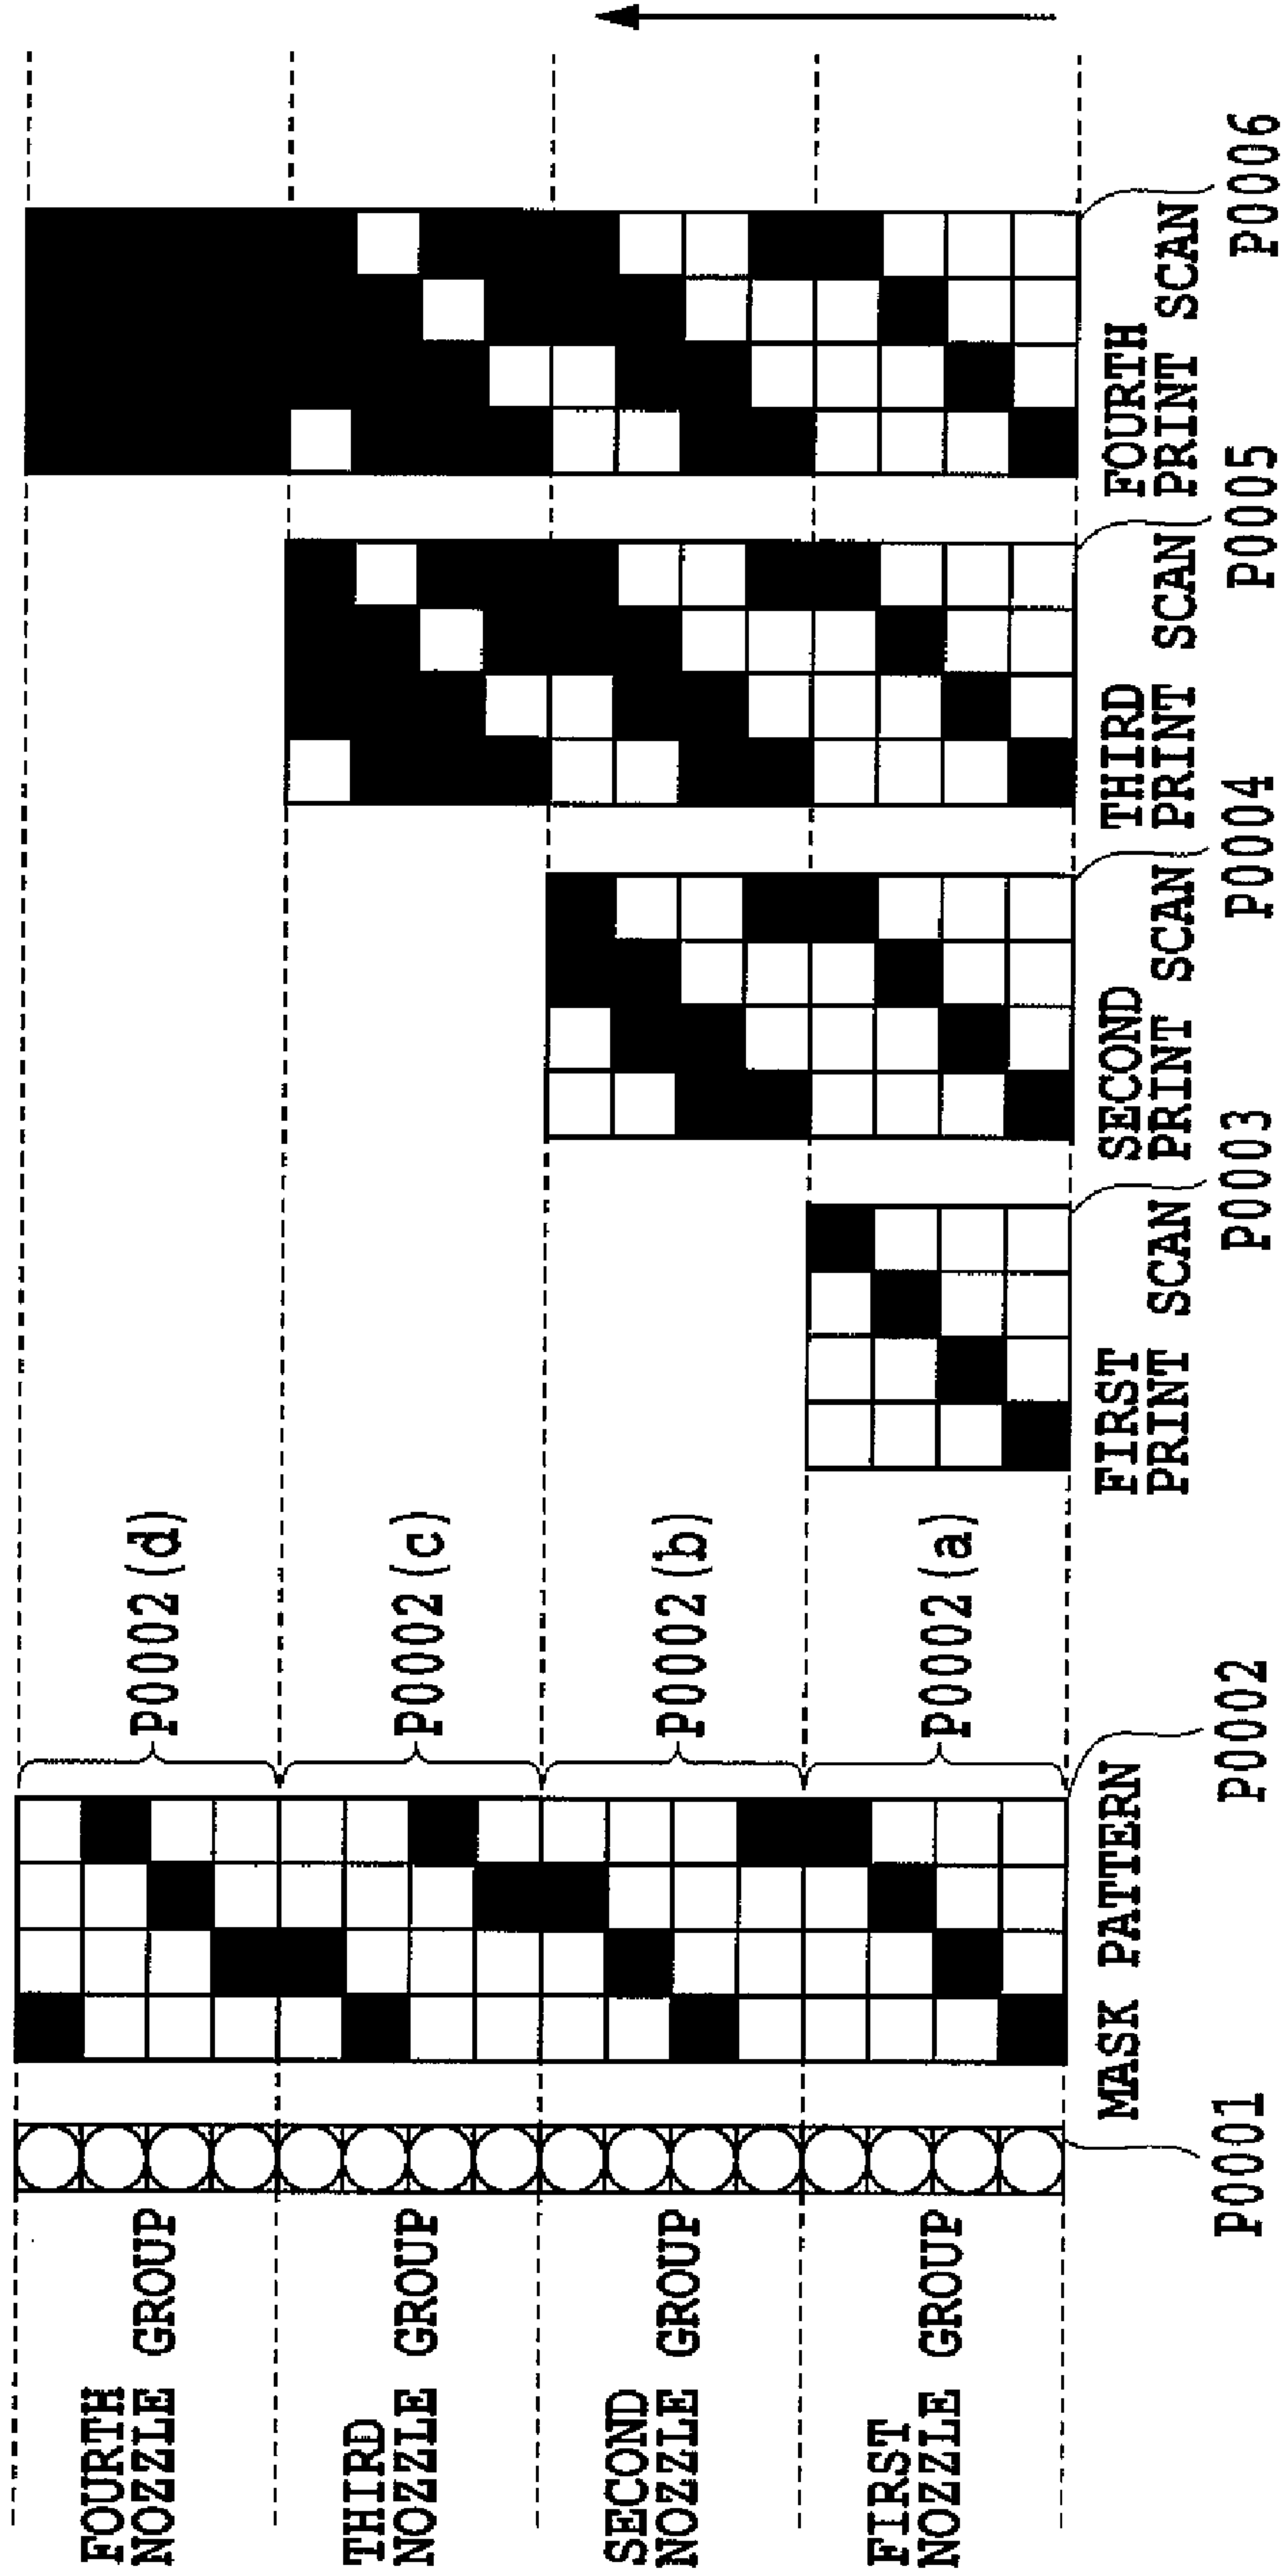 FOURTH
NOZZLE GROUP
THIRD
NOZZLE GROUP
SECOND
NOZZLE GROUP
FIRST
NOZZLE GROUP
P0001
MASK PATTERN
P0002
P0002(d)
P0002(c)
P0002(b)
P0002(a)
FIRST
PRINT SCAN
P0003
SECOND
PRINT SCAN
P0004
THIRD
PRINT SCAN
P0005
FOURTH
PRINT SCAN
P0006